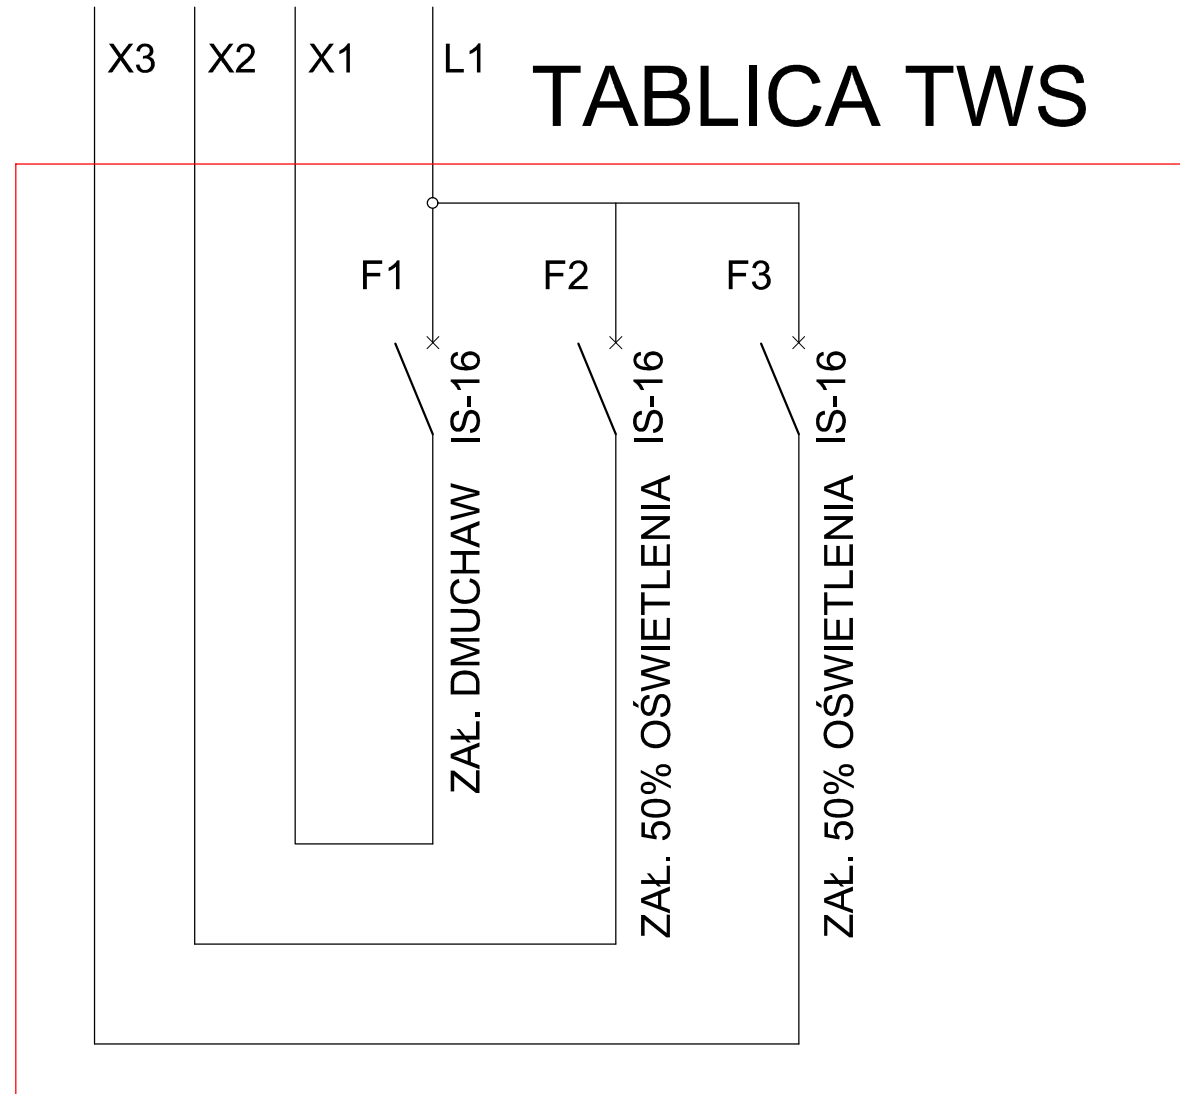 X3
X2
X1
L1
TABLICA TWS
F1
F2
F3
ZAŁ. DMUCHAW IS-16
ZAŁ. 50% OŚWIETLENIA IS-16
ZAŁ. 50% OŚWIETLENIA IS-16